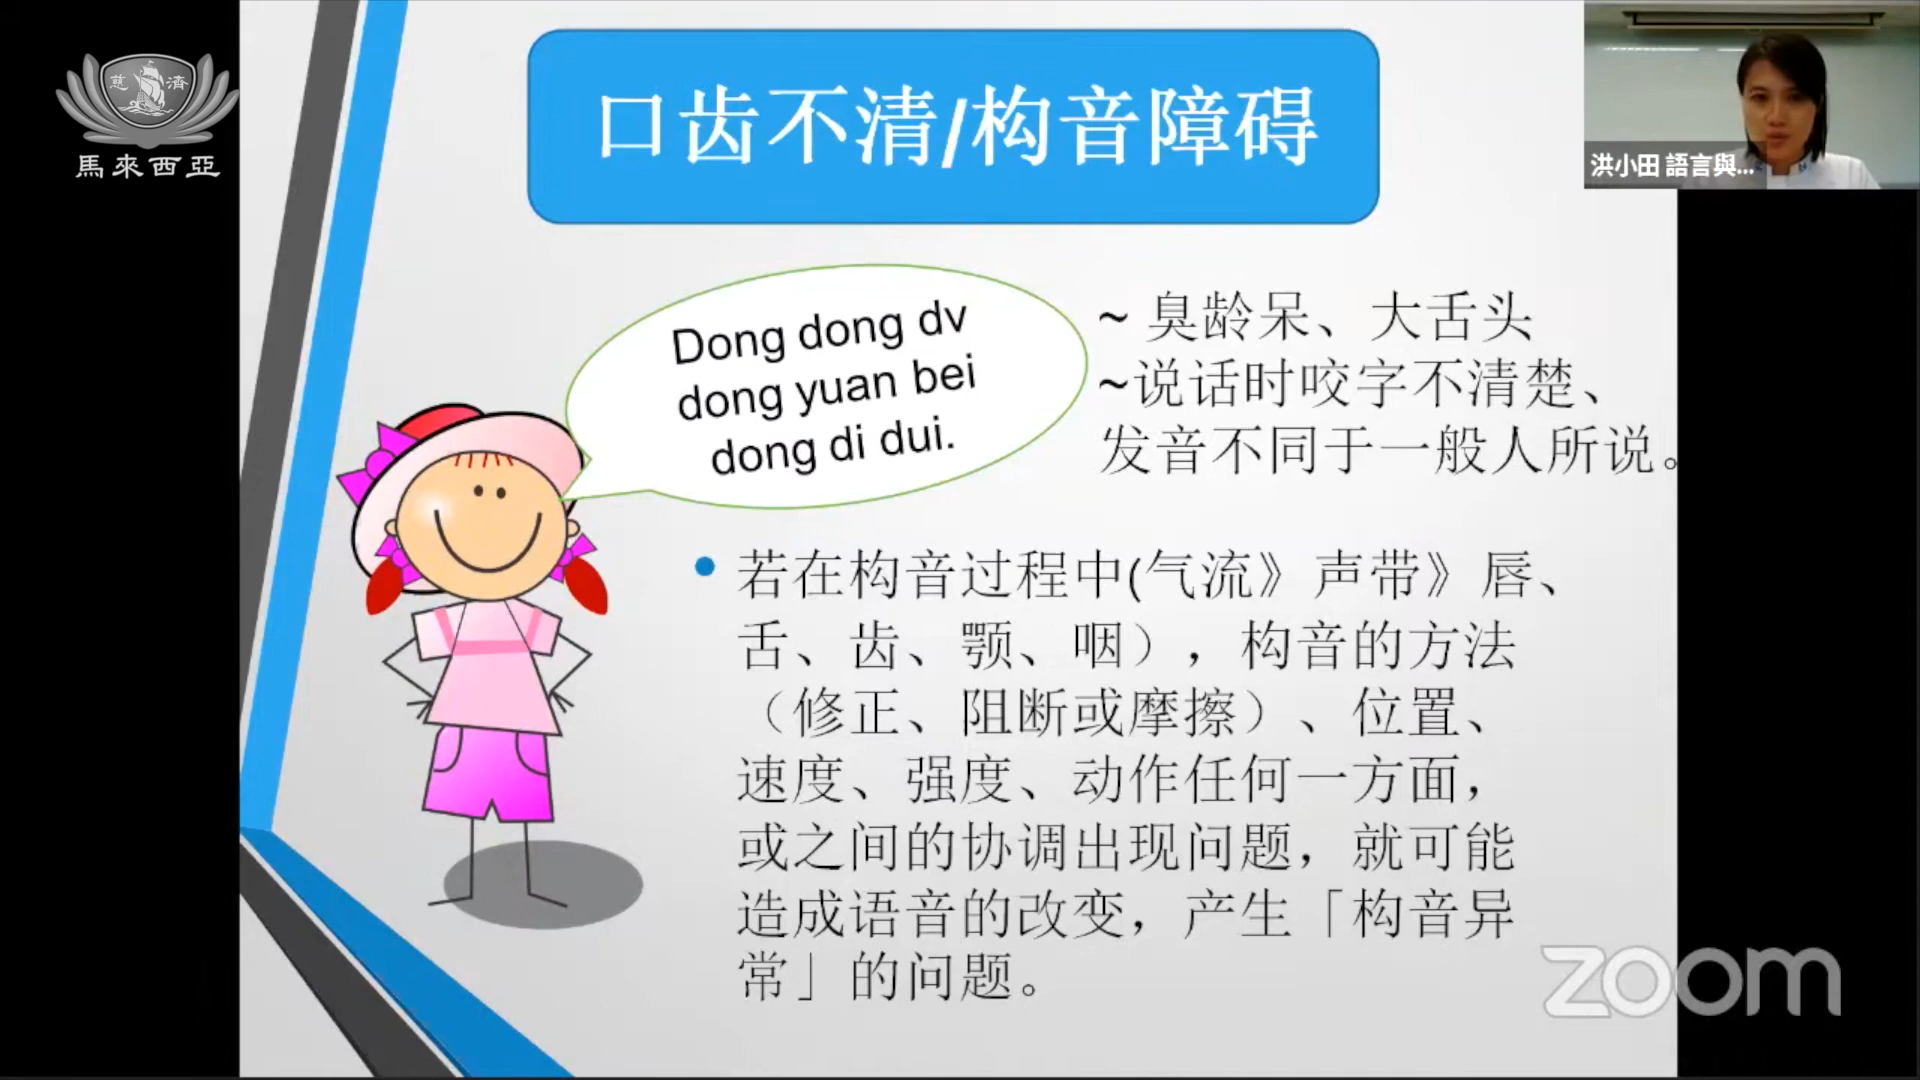 慈濟
馬來西亞
口齿不清/构音障碍
洪小田 語言與...
Dong dong dv
dong yuan bei
dong di dui.
~ 臭龄呆、大舌头
~说话时咬字不清楚、
发音不同于一般人所说。
若在构音过程中(气流》声带》唇、
舌、齿、颚、咽），构音的方法
（修正、阻断或摩擦）、位置、
速度、强度、动作任何一方面，
或之间的协调出现问题，就可能
造成语音的改变，产生「构音异
常」的问题。
zoom